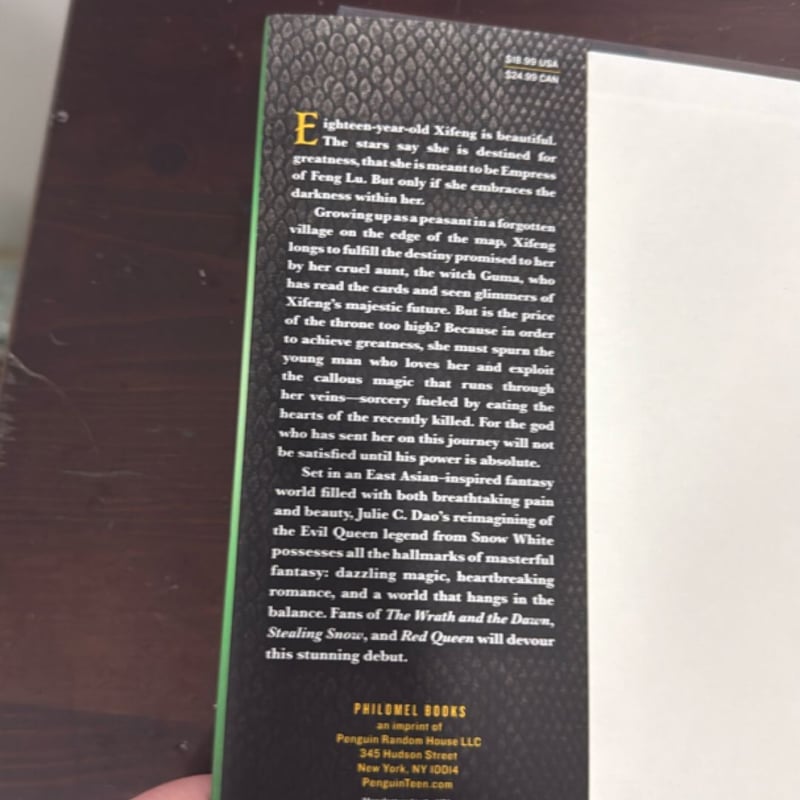 $18.99 USA
$24.99 CAN
Eighteen-year-old Xifeng is beautiful.
The stars say she is destined for
greatness, that she is meant to be Empress
of Feng Lu. But only if she embraces the
darkness within her.
Growing up as a peasant in a forgotten
village on the edge of the map, Xifeng
longs to fulfill the destiny promised to her
by her cruel aunt, the witch Guma, who
has read the cards and seen glimmers of
Xifeng's majestic future. But is the price
of the throne too high? Because in order
to achieve greatness, she must spurn the
young man who loves her and exploit
the callous magic that runs through
her veins—sorcery fueled by eating the
hearts of the recently killed. For the god
who has sent her on this journey will not
be satisfied until his power is absolute.
Set in an East Asian–inspired fantasy
world filled with both breathtaking pain
and beauty, Julie C. Dao's reimagining of
the Evil Queen legend from Snow White
possesses all the hallmarks of masterful
fantasy: dazzling magic, heartbreaking
romance, and a world that hangs in the
balance. Fans of The Wrath and the Dawn,
Stealing Snow, and Red Queen will devour
this stunning debut.
PHILOMEL BOOKS
an imprint of
Penguin Random House LLC
345 Hudson Street
New York, NY 10014
PenguinTeen.com